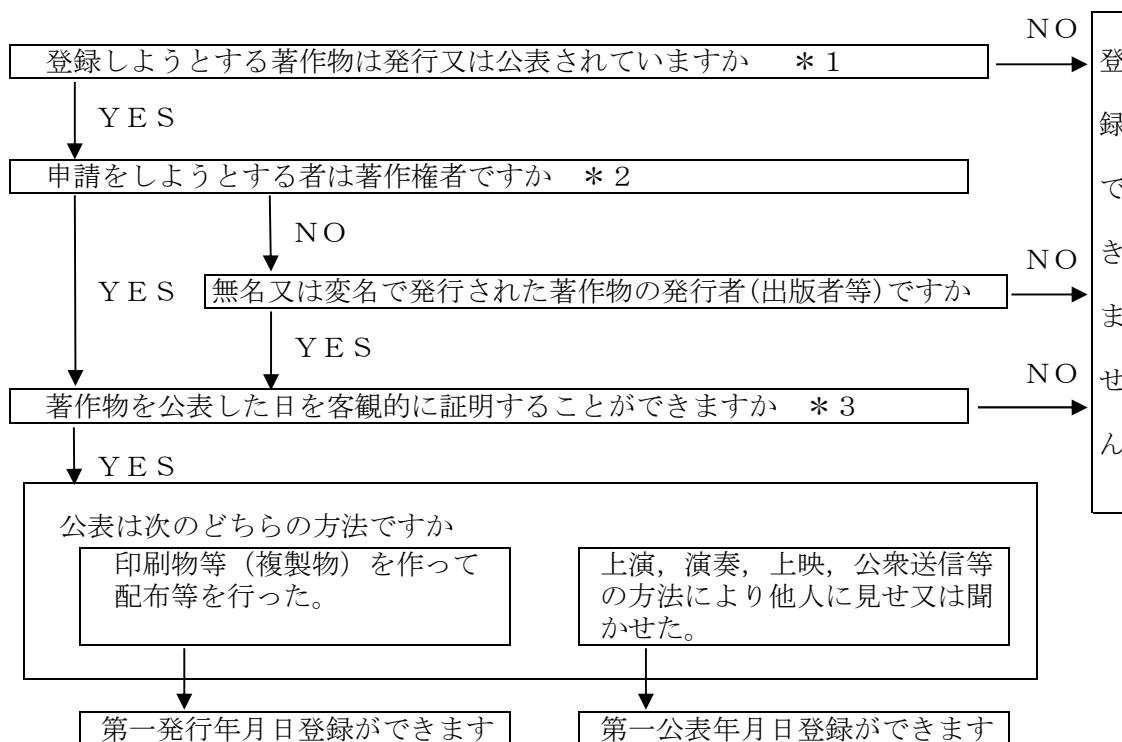 NO
登録しようとする著作物は発行又は公表されていますか ＊1
YES
申請をしようとする者は著作権者ですか ＊2
NO
NO
YES
無名又は変名で発行された著作物の発行者(出版者等)ですか
YES
NO
著作物を公表した日を客観的に証明することができますか ＊3
YES
登録できません
公表は次のどちらの方法ですか
印刷物等（複製物）を作って
配布等を行った。
上演，演奏，上映，公衆送信等
の方法により他人に見せ又は聞
かせた。
第一発行年月日登録ができます
第一公表年月日登録ができます